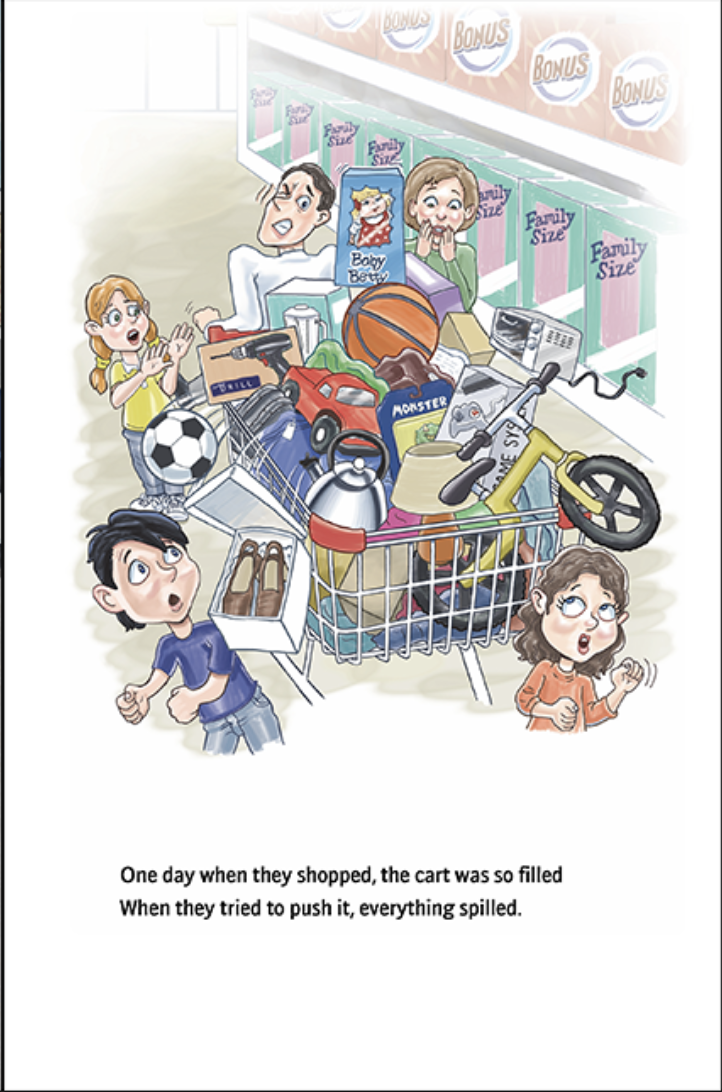 BONUS
BONUS
BONUS
BONUS
Family
Size
Family
Size
Family
Size
Family
Size
Family
Size
Family
Size
Family
Size
Baby
Betty
DRILL
MONSTER
GAME SYS
One day when they shopped, the cart was so filled
When they tried to push it, everything spilled.